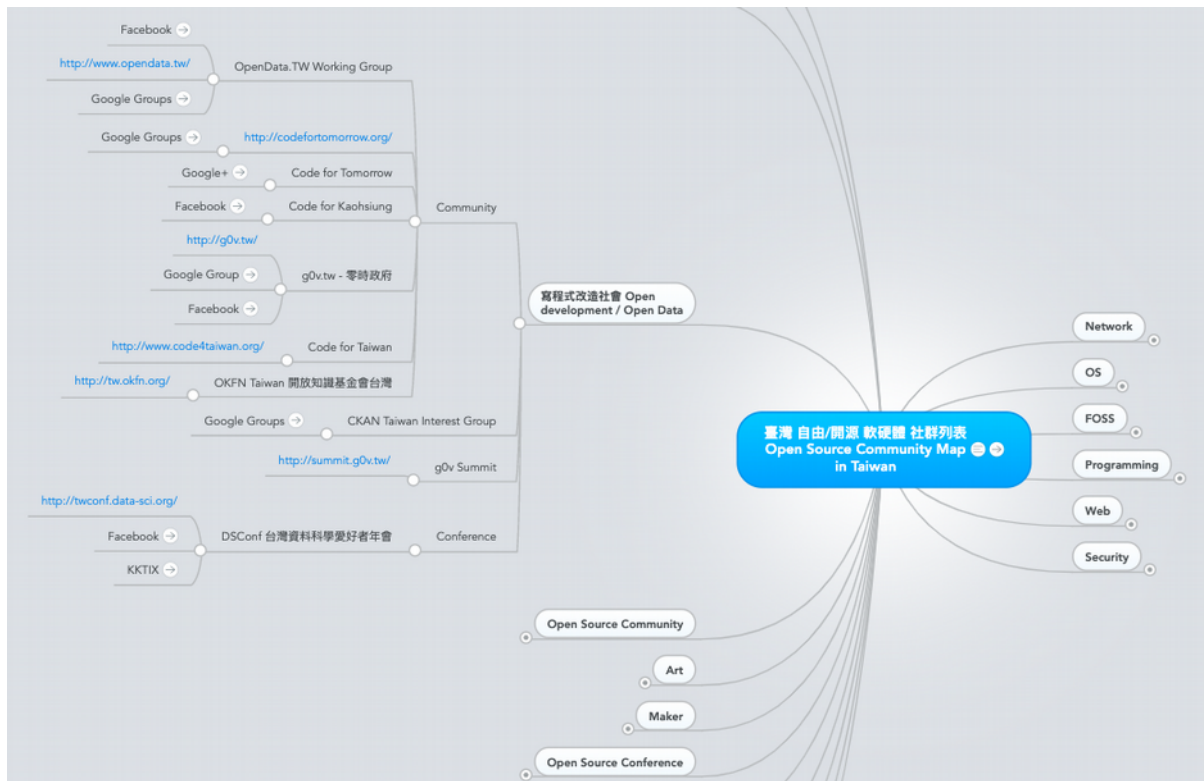 Facebook
http://www.opendata.tw/
OpenData.TW Working Group
Google Groups
Google Groups
http://codefortomorrow.org/
Google+
Code for Tomorrow
Facebook
Code for Kaohsiung
Community
http://g0v.tw/
Google Group
g0v.tw - 零時政府
Facebook
http://www.code4taiwan.org/
Code for Taiwan
http://tw.okfn.org/
OKFN Taiwan 開放知識基金會台灣
Google Groups
CKAN Taiwan Interest Group
http://summit.g0v.tw/
g0v Summit
http://twconf.data-sci.org/
Facebook
DSConf 台灣資料科學愛好者年會
Conference
KKTIX
寫程式改造社會 Open
development / Open Data
臺灣 自由/開源 軟硬體 社群列表
Open Source Community Map
in Taiwan
Network
OS
FOSS
Programming
Web
Security
Open Source Community
Art
Maker
Open Source Conference